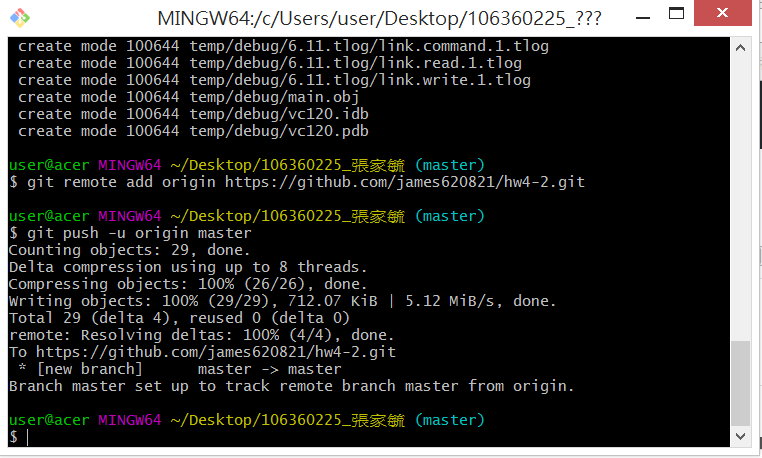 MINGW64:/c/Users/user/Desktop/106360225_???
create mode 100644 temp/debug/6.11.tlog/link.command.1.tlog
create mode 100644 temp/debug/6.11.tlog/link.read.1.tlog
create mode 100644 temp/debug/6.11.tlog/link.write.1.tlog
create mode 100644 temp/debug/main.obj
create mode 100644 temp/debug/vc120.idb
create mode 100644 temp/debug/vc120.pdb
user@acer MINGW64 ~/Desktop/106360225_張家毓 (master)
$ git remote add origin https://github.com/james620821/hw4-2.git
user@acer MINGW64 ~/Desktop/106360225_張家毓 (master)
$ git push -u origin master
Counting objects: 29, done.
Delta compression using up to 8 threads.
Compressing objects: 100% (26/26), done.
Writing objects: 100% (29/29), 712.07 KiB | 5.12 MiB/s, done.
Total 29 (delta 4), reused 0 (delta 0)
remote: Resolving deltas: 100% (4/4), done.
To https://github.com/james620821/hw4-2.git
* [new branch]      master -> master
Branch master set up to track remote branch master from origin.
user@acer MINGW64 ~/Desktop/106360225_張家毓 (master)
$